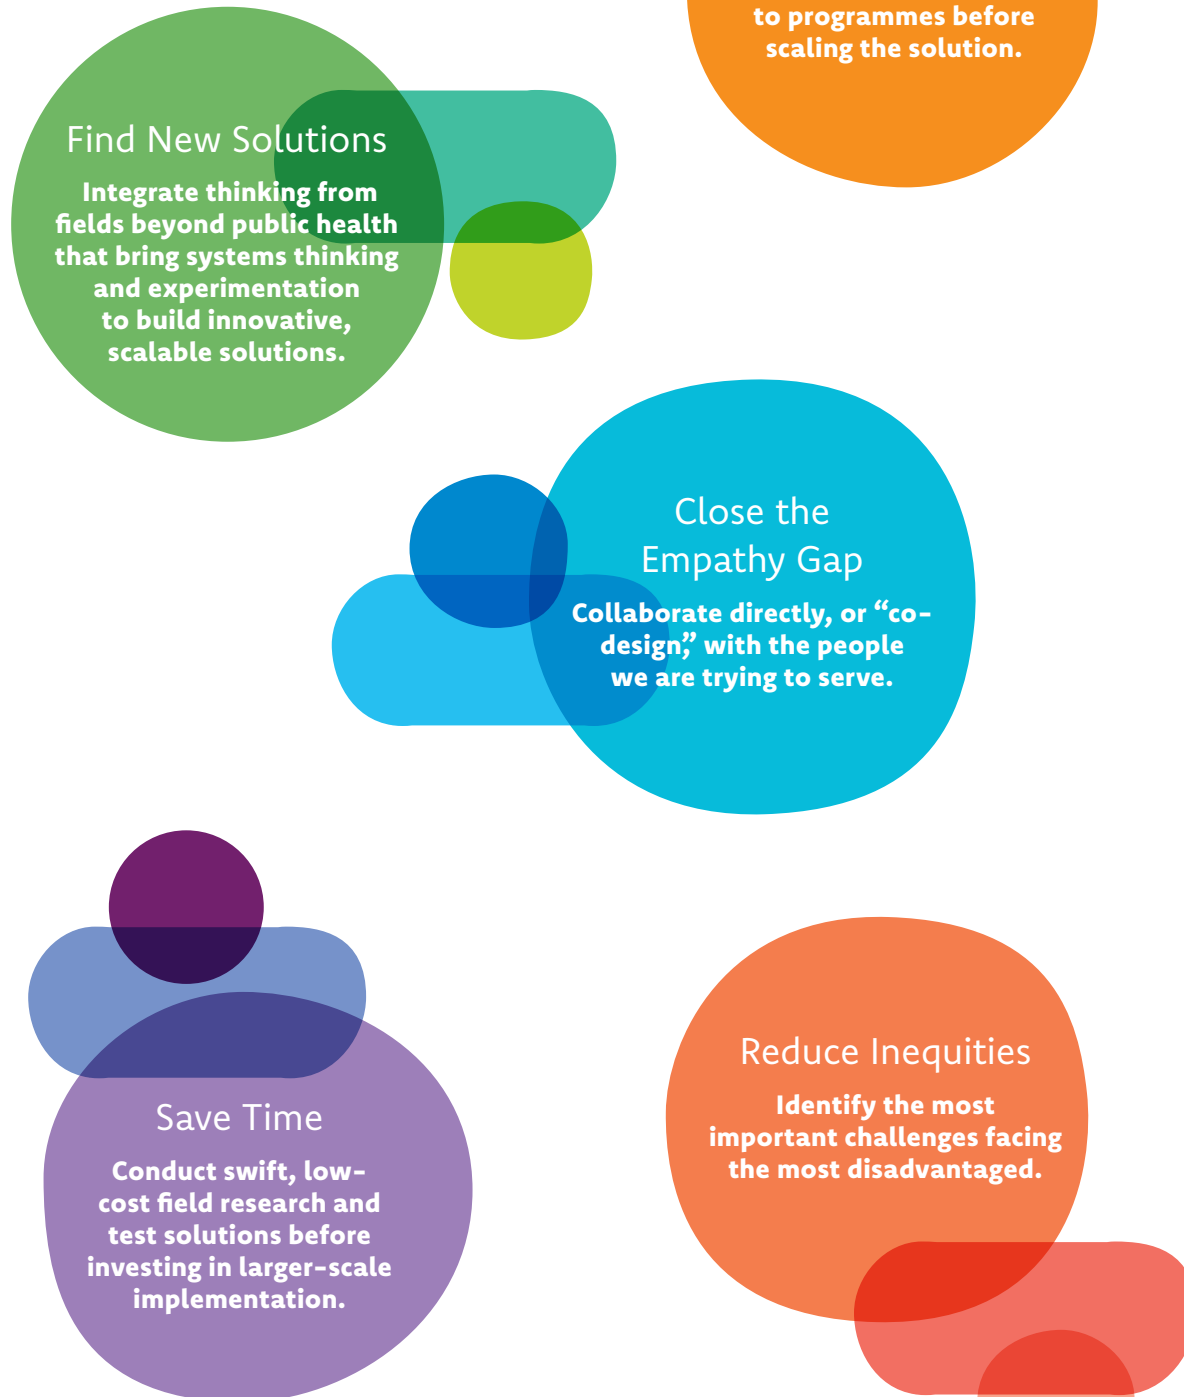 to programmes before
scaling the solution.
Find New Solutions
Integrate thinking from
fields beyond public health
that bring systems thinking
and experimentation
to build innovative,
scalable solutions.
Close the
Empathy Gap
Collaborate directly, or “co-
design,” with the people
we are trying to serve.
Save Time
Conduct swift, low-
cost field research and
test solutions before
investing in larger-scale
implementation.
Reduce Inequities
Identify the most
important challenges facing
the most disadvantaged.